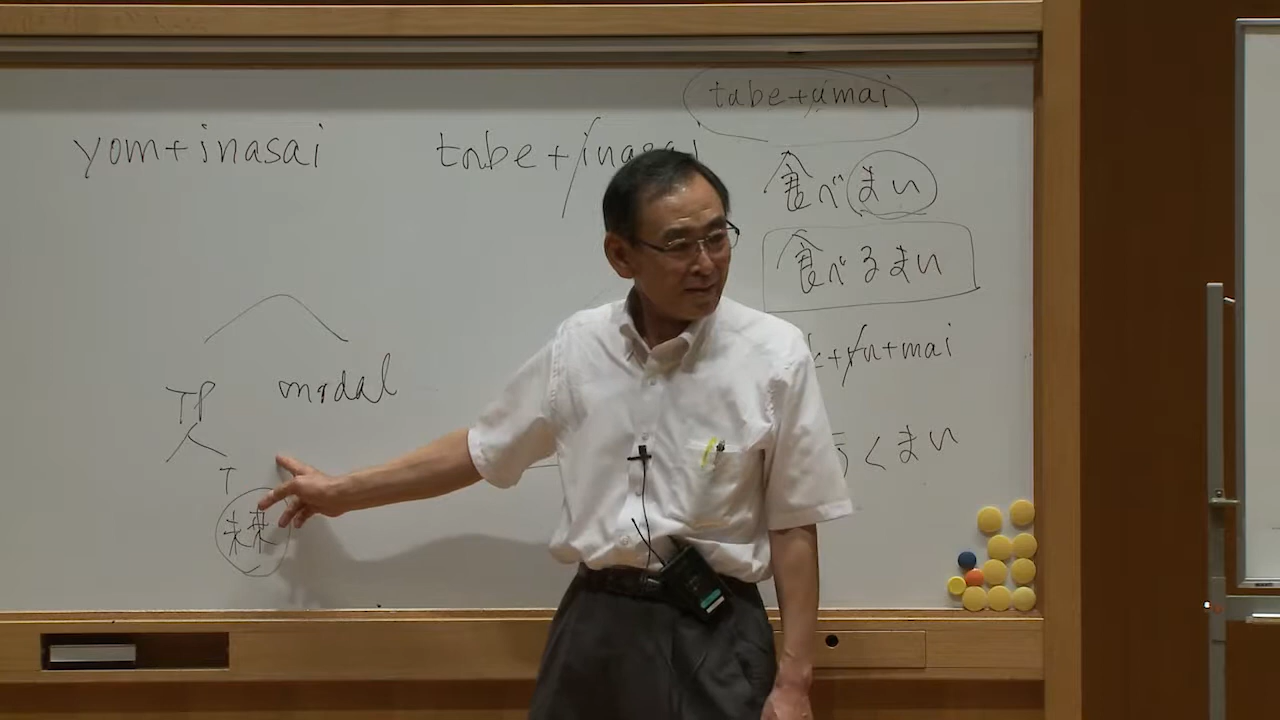 yom+inasai
tabe+inasai
tabe+umai
食べまい
食べるまい
+ru+mai
くまい
TP modal
T
未来